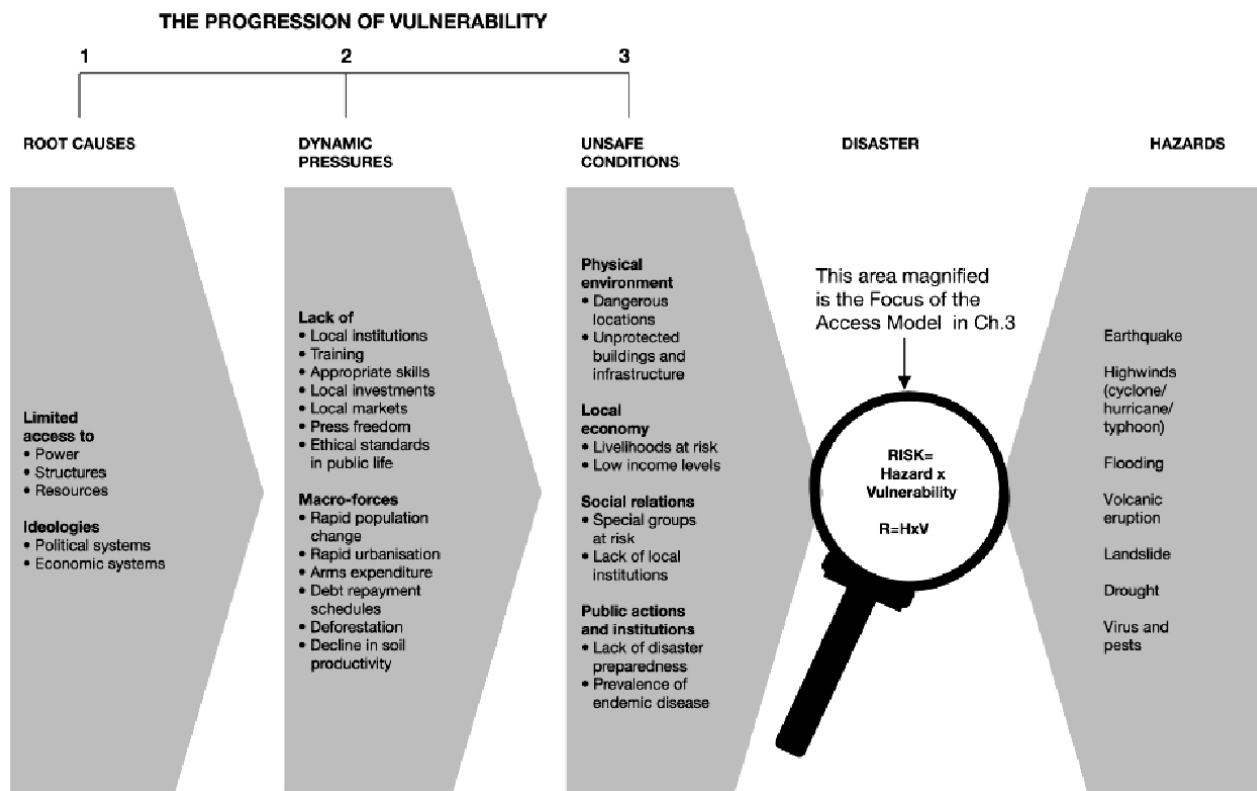 THE PROGRESSION OF VULNERABILITY
1
2
3
ROOT CAUSES
DYNAMIC
PRESSURES
UNSAFE
CONDITIONS
DISASTER
HAZARDS
Limited
access to
• Power
• Structures
• Resources
Ideologies
• Political systems
• Economic systems
Lack of
• Local institutions
• Training
• Appropriate skills
• Local investments
• Local markets
• Press freedom
• Ethical standards
in public life
Macro-forces
• Rapid population
change
• Rapid urbanisation
• Arms expenditure
• Debt repayment
schedules
• Deforestation
• Decline in soil
productivity
Physical
environment
• Dangerous
locations
• Unprotected
buildings and
infrastructure
Local
economy
• Livelihoods at risk
• Low income levels
Social relations
• Special groups
at risk
• Lack of local
institutions
Public actions
and institutions
• Lack of disaster
preparedness
• Prevalence of
endemic disease
This area magnified
is the Focus of the
Access Model in Ch.3
RISK=
Hazard x
Vulnerability
R=HxV
Earthquake
Highwinds
(cyclone/
hurricane/
typhoon)
Flooding
Volcanic
eruption
Landslide
Drought
Virus and
pests